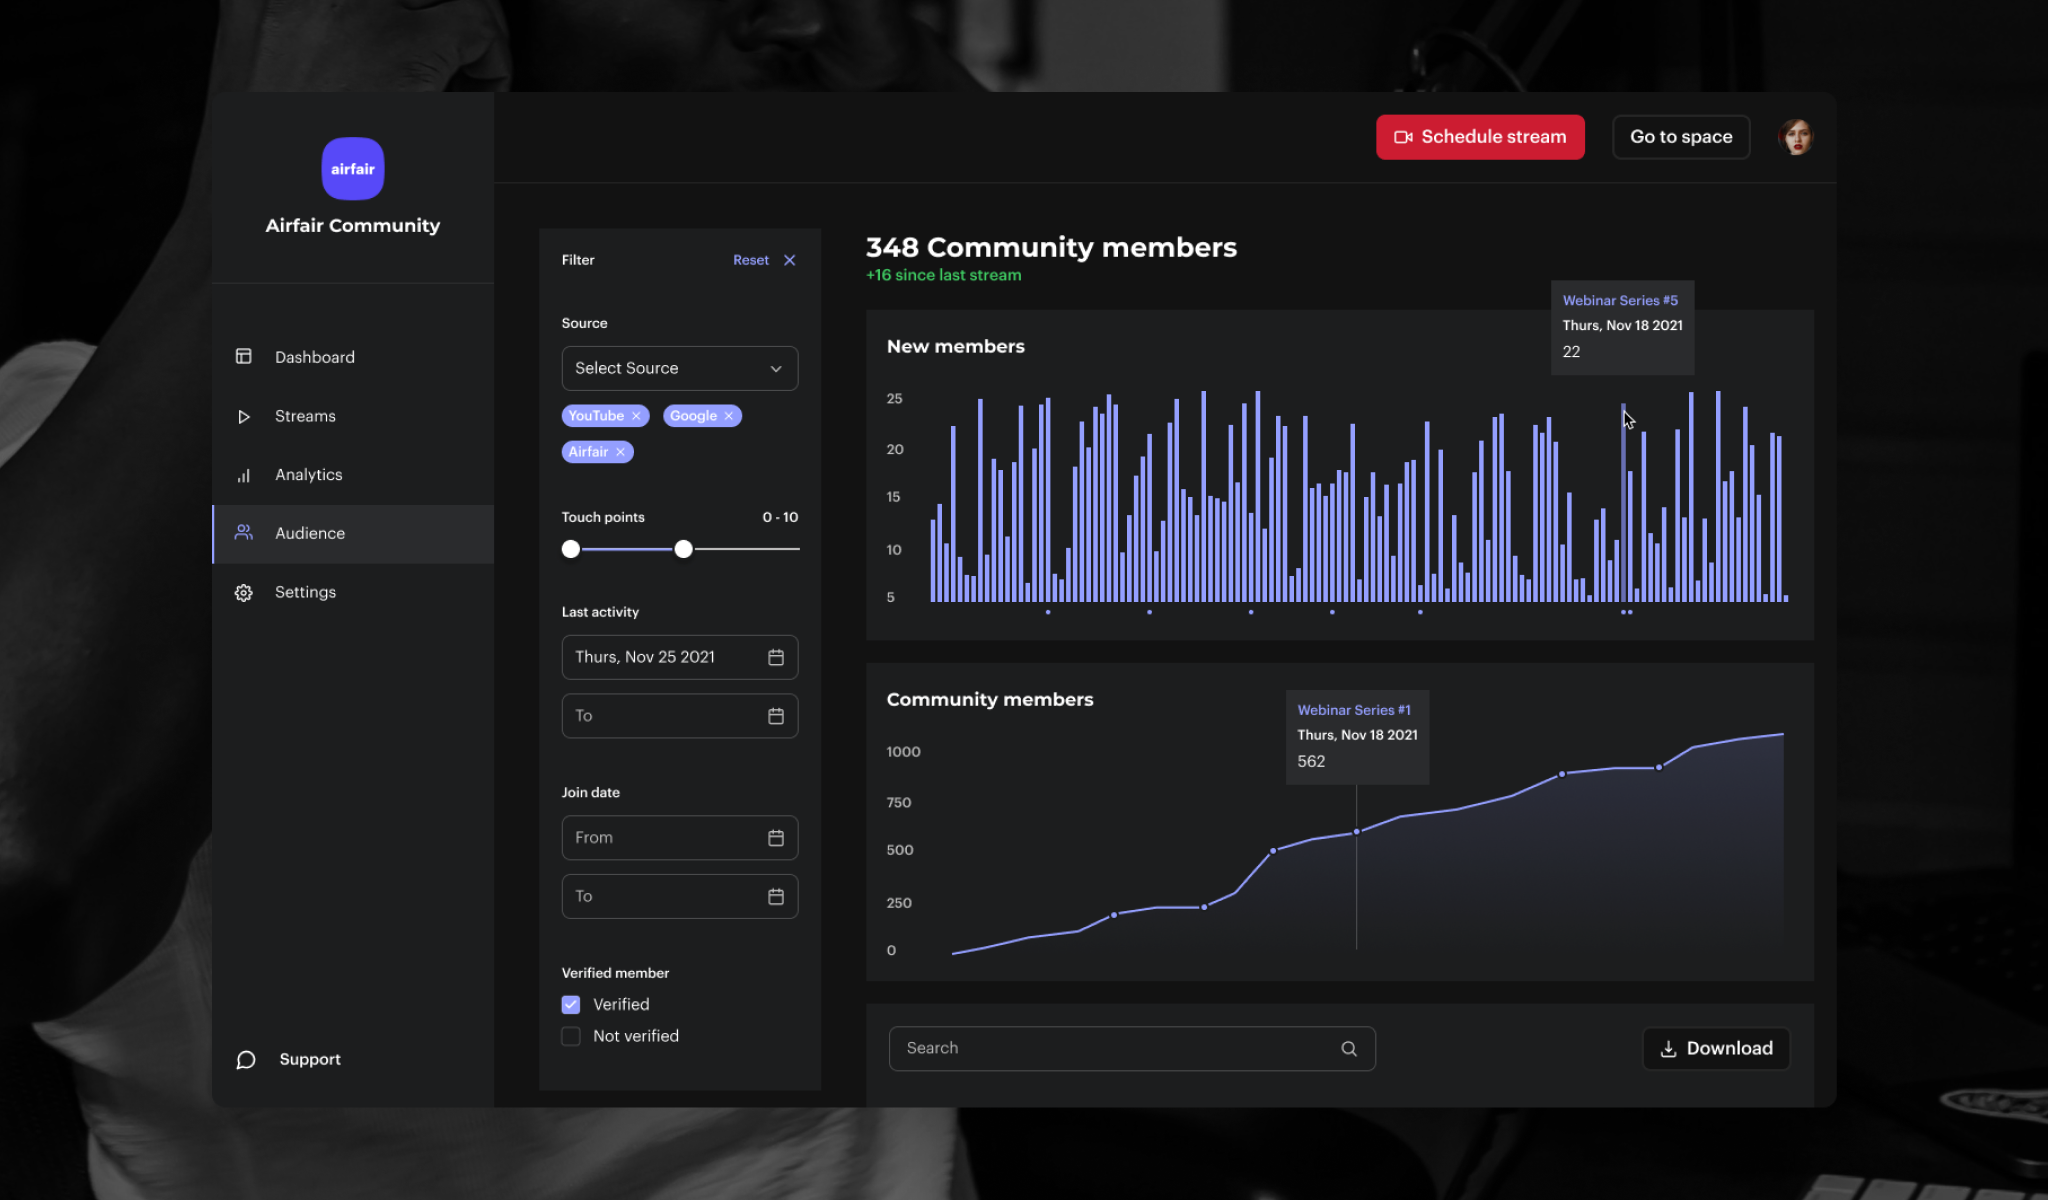 airfair
Airfair Community
Dashboard
Streams
Analytics
Audience
Settings
Support
Schedule stream
Go to space
Filter
Reset
Source
Select Source
YouTube
Google
Airfair
Touch points
0 - 10
Last activity
Thurs, Nov 25 2021
To
Join date
From
To
Verified member
Verified
Not verified
348 Community members
+16 since last stream
New members
Webinar Series #5
Thurs, Nov 18 2021
22
25
20
15
10
5
Community members
Webinar Series #1
Thurs, Nov 18 2021
562
1000
750
500
250
0
Search
Download